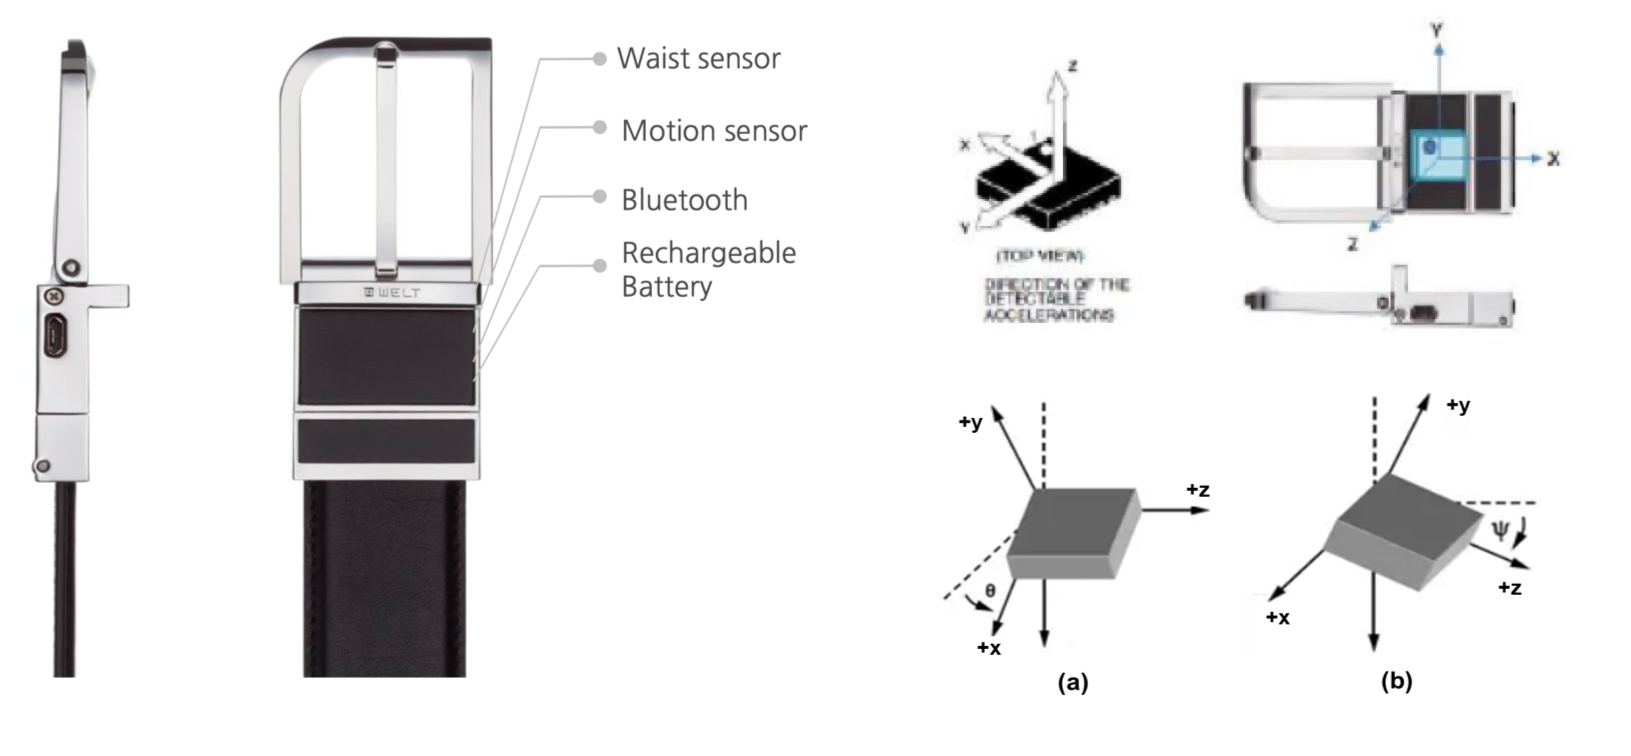 Waist sensor
Motion sensor
Bluetooth
Rechargeable
Battery
WELT
Z
X
1
Y
(TOP VIEW)
DIRECTION OF THE
DETECTABLE
ACCELERATIONS
Y
X
Z
+y
+z
θ
+x
(a)
+y
ψ
+z
+x
(b)